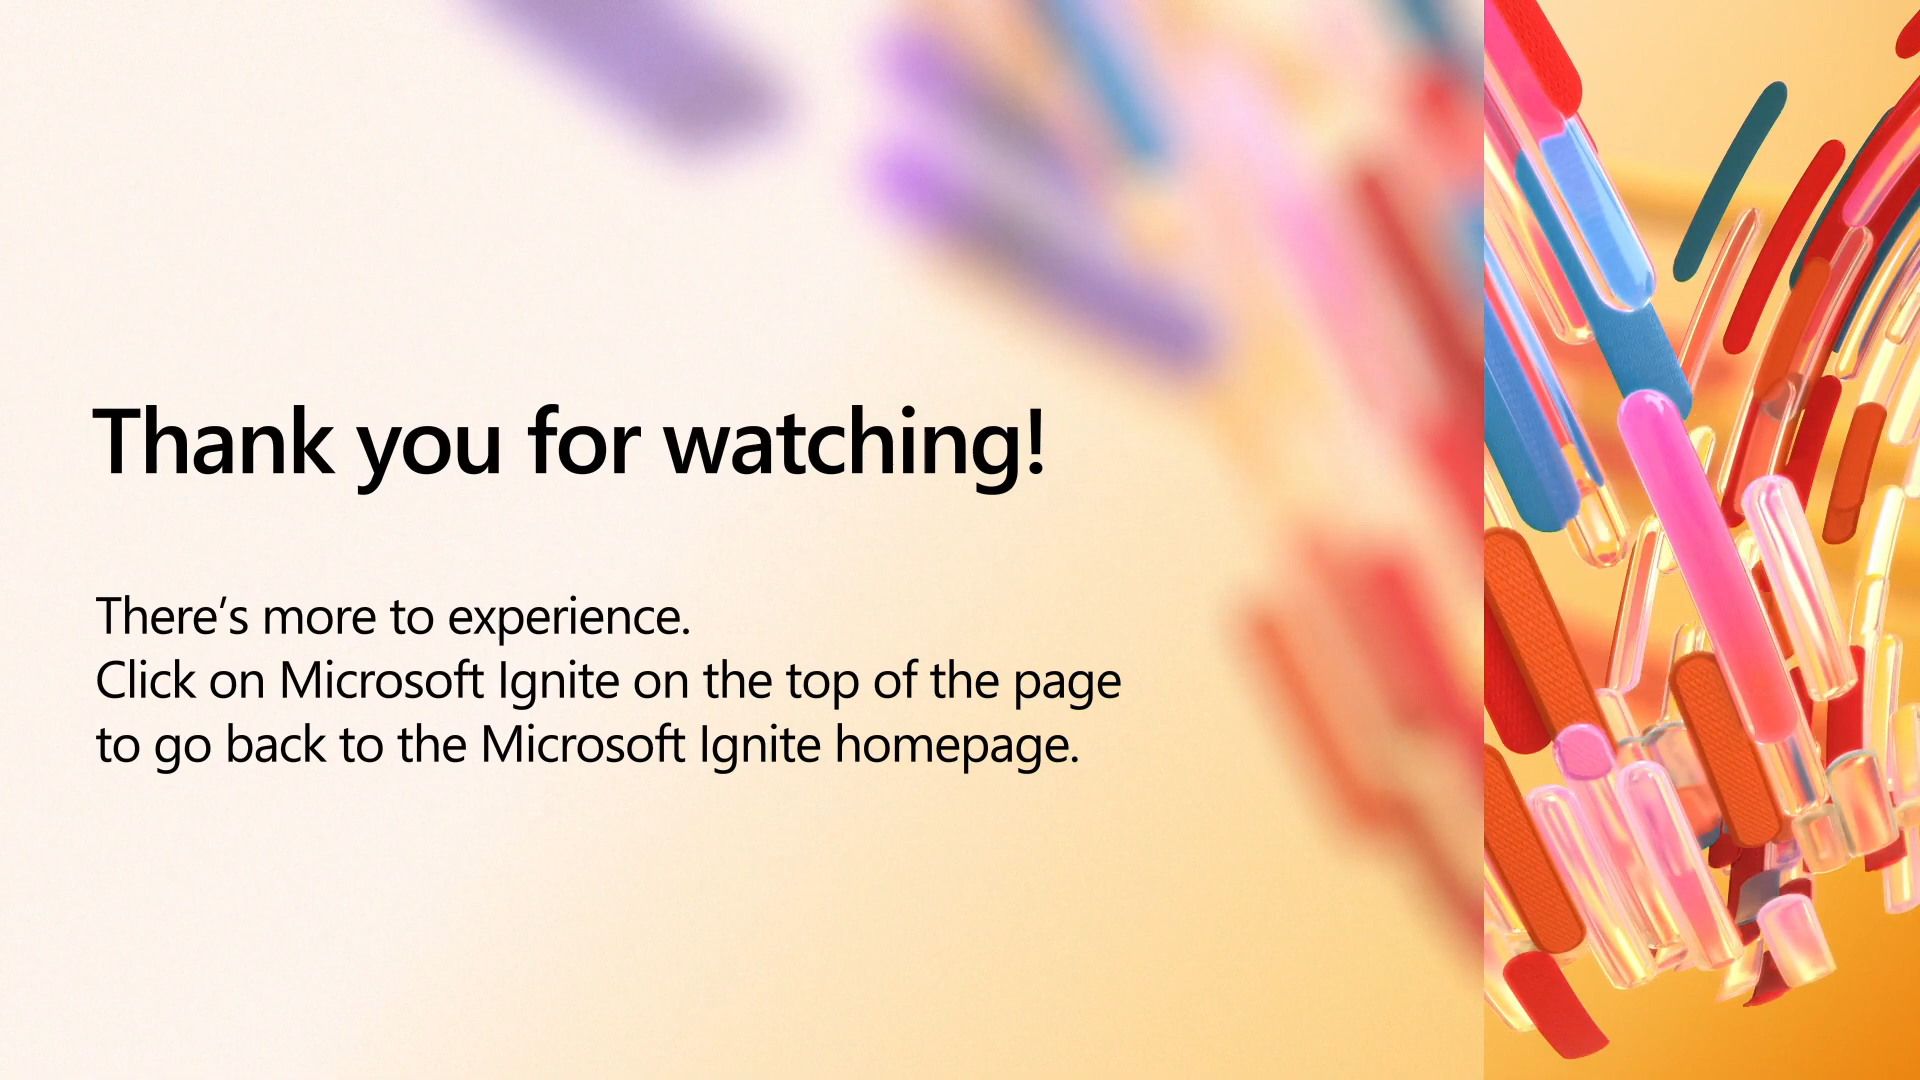 Thank you for watching!
There’s more to experience.
Click on Microsoft Ignite on the top of the page
to go back to the Microsoft Ignite homepage.